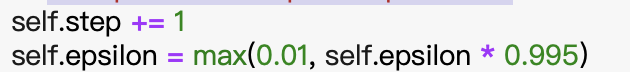 self.step += 1
self.epsilon = max(0.01, self.epsilon * 0.995)